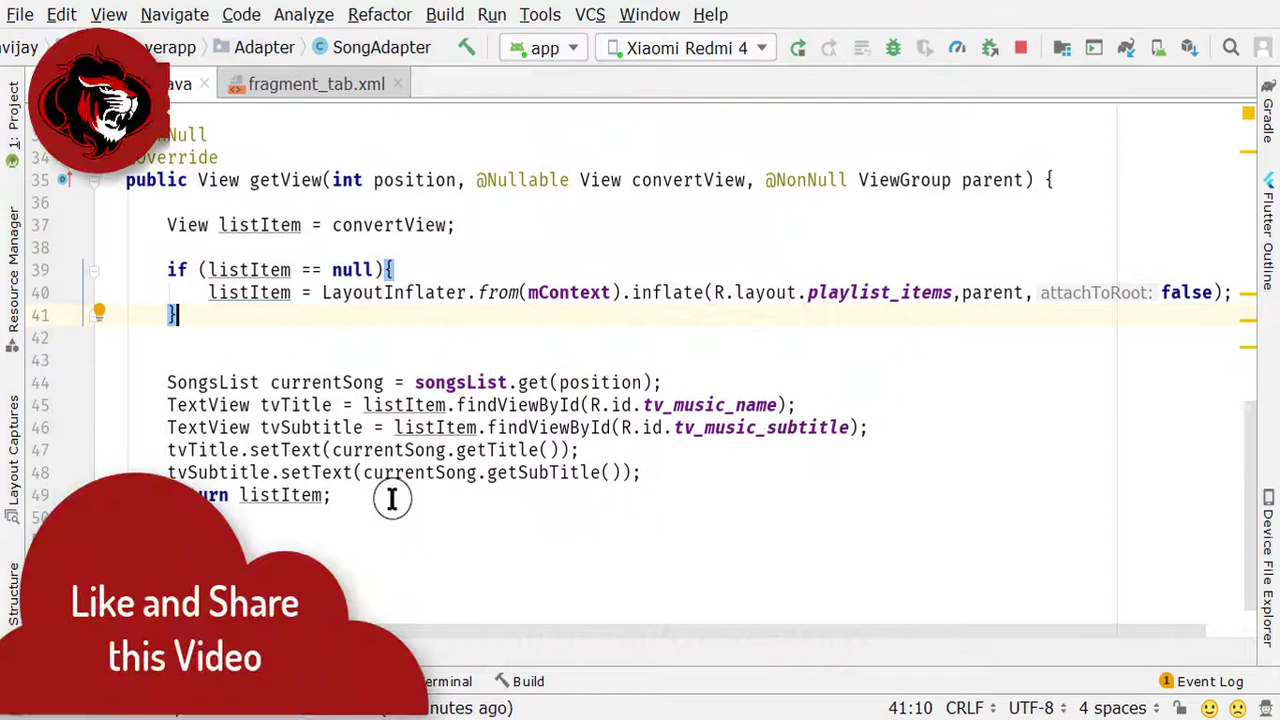 File Edit View Navigate Code Analyze Refactor Build Run Tools VCS Window Help
vijay verapp Adapter SongAdapter app Xiaomi Redmi 4
ava fragment_tab.xml
nNull
34 Override
35 public View getView(int position, @Nullable View convertView, @NonNull ViewGroup parent) {
36
37 View listItem = convertView;
38
39 if (listItem == null){
40 listItem = LayoutInflater.from(mContext).inflate(R.layout.playlist_items,parent, attachToRoot: false);
41 }
42
43
44 SongsList currentSong = songsList.get(position);
45 TextView tvTitle = listItem.findViewById(R.id.tv_music_name);
46 TextView tvSubtitle = listItem.findViewById(R.id.tv_music_subtitle);
47 tvTitle.setText(currentSong.getTitle());
48 tvSubtitle.setText(currentSong.getSubTitle());
49 urn listItem;
1: Project
Resource Manager
Layout Captures
Structure
Gradle
Flutter Outline
Device File Explorer
Like and Share
this Video
rminal Build 1 Event Log
nutes ago) 41:10 CRLF UTF-8 4 spaces